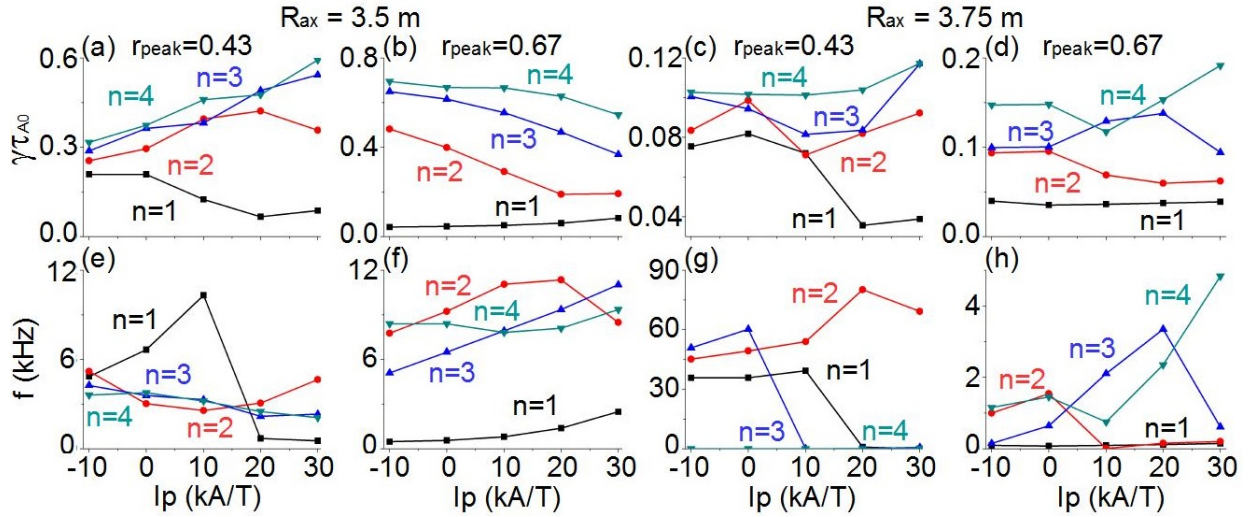 Rax = 3.5 m
Rax = 3.75 m
(a) rpeak=0.43
(b) rpeak=0.67
(c) rpeak=0.43
(d) rpeak=0.67
γτA0
0.6
0.3
0.0
n=4
n=3
n=2
n=1
0.8
0.4
0.0
n=4
n=3
n=2
n=1
0.12
0.08
0.04
n=4
n=3
n=2
n=1
0.2
0.1
0.0
n=4
n=3
n=2
n=1
(e)
(f)
(g)
(h)
f (kHz)
12
6
0
n=1
n=3
n=4
n=2
12
6
0
n=2
n=4
n=3
n=1
90
60
30
0
n=2
n=1
n=3
n=4
4
2
0
n=4
n=3
n=2
n=1
-10 0 10 20 30
-10 0 10 20 30
-10 0 10 20 30
-10 0 10 20 30
Ip (kA/T)
Ip (kA/T)
Ip (kA/T)
Ip (kA/T)